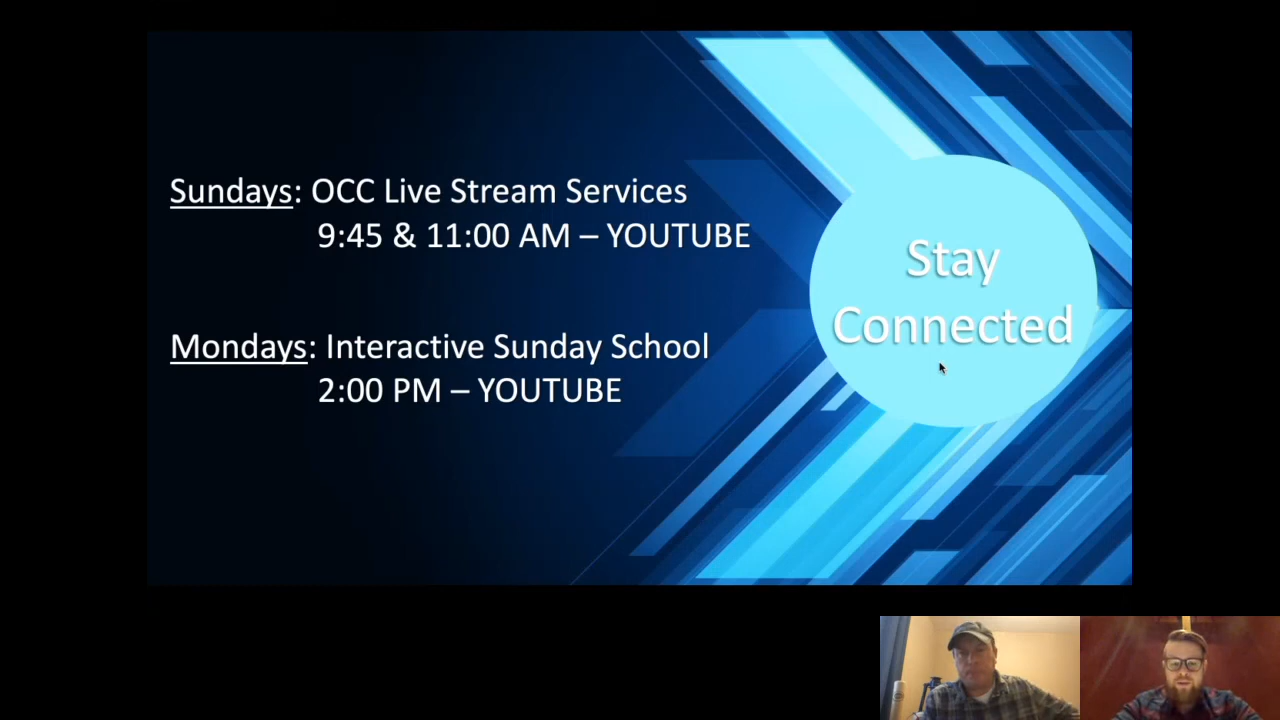 Sundays: OCC Live Stream Services
9:45 & 11:00 AM – YOUTUBE
Mondays: Interactive Sunday School
2:00 PM – YOUTUBE
Stay
Connected